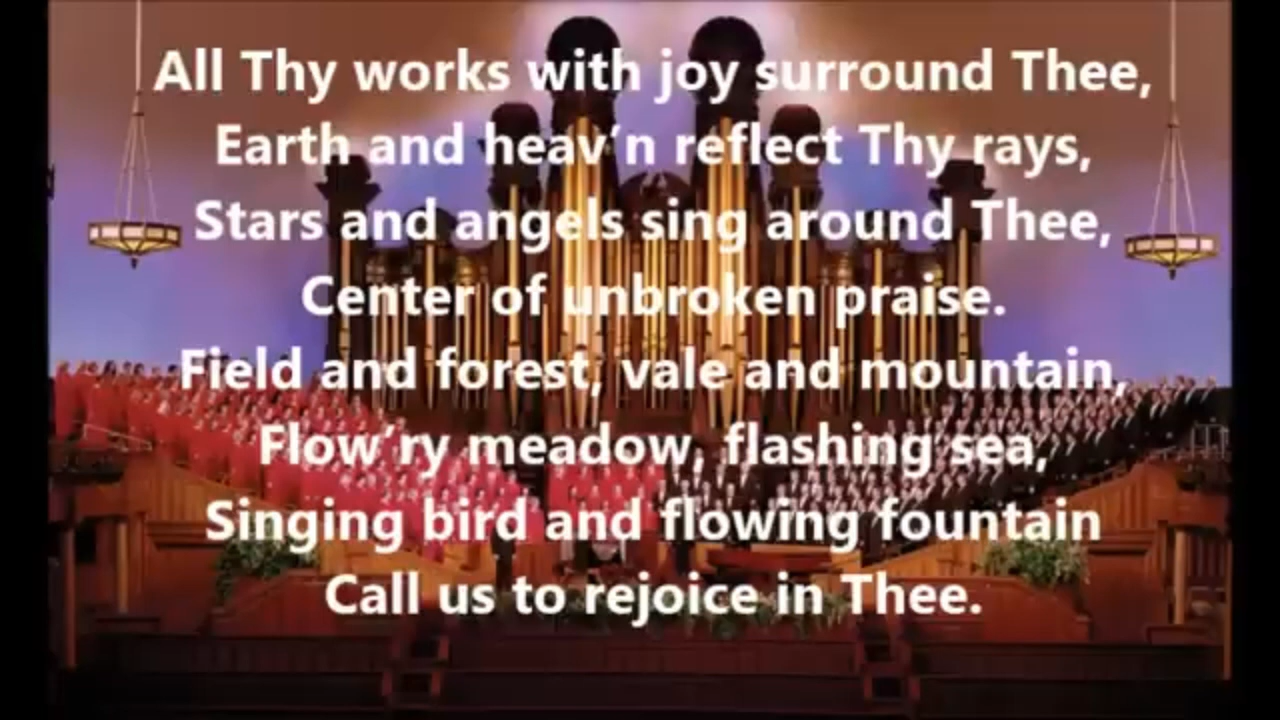 All Thy works with joy surround Thee,
Earth and heav'n reflect Thy rays,
Stars and angels sing around Thee,
Center of unbroken praise.
Field and forest, vale and mountain,
Flow'ry meadow, flashing sea,
Singing bird and flowing fountain
Call us to rejoice in Thee.